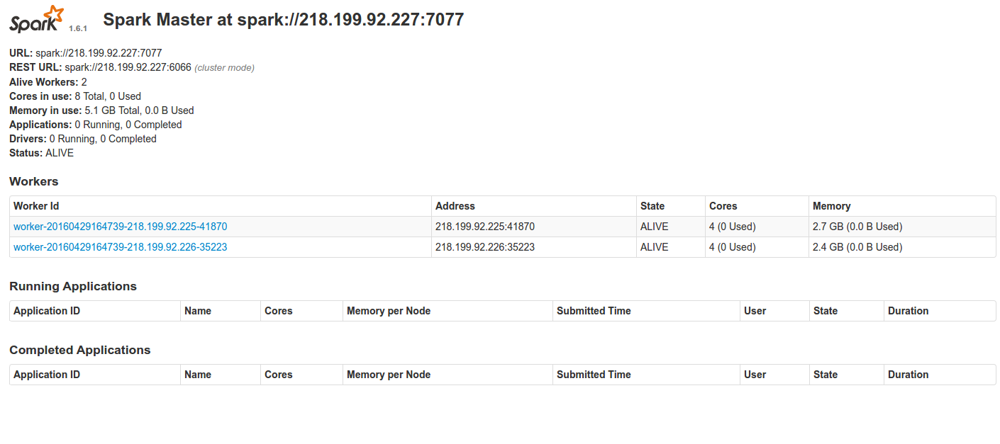 Spark 1.6.1 Spark Master at spark://218.199.92.227:7077
URL: spark://218.199.92.227:7077
REST URL: spark://218.199.92.227:6066 (cluster mode)
Alive Workers: 2
Cores in use: 8 Total, 0 Used
Memory in use: 5.1 GB Total, 0.0 B Used
Applications: 0 Running, 0 Completed
Drivers: 0 Running, 0 Completed
Status: ALIVE
Workers
Worker Id Address State Cores Memory
worker-20160429164739-218.199.92.225-41870 218.199.92.225:41870 ALIVE 4 (0 Used) 2.7 GB (0.0 B Used)
worker-20160429164739-218.199.92.226-35223 218.199.92.226:35223 ALIVE 4 (0 Used) 2.4 GB (0.0 B Used)
Running Applications
Application ID Name Cores Memory per Node Submitted Time User State Duration
Completed Applications
Application ID Name Cores Memory per Node Submitted Time User State Duration